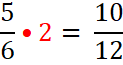 5/6 • 2 = 10/12